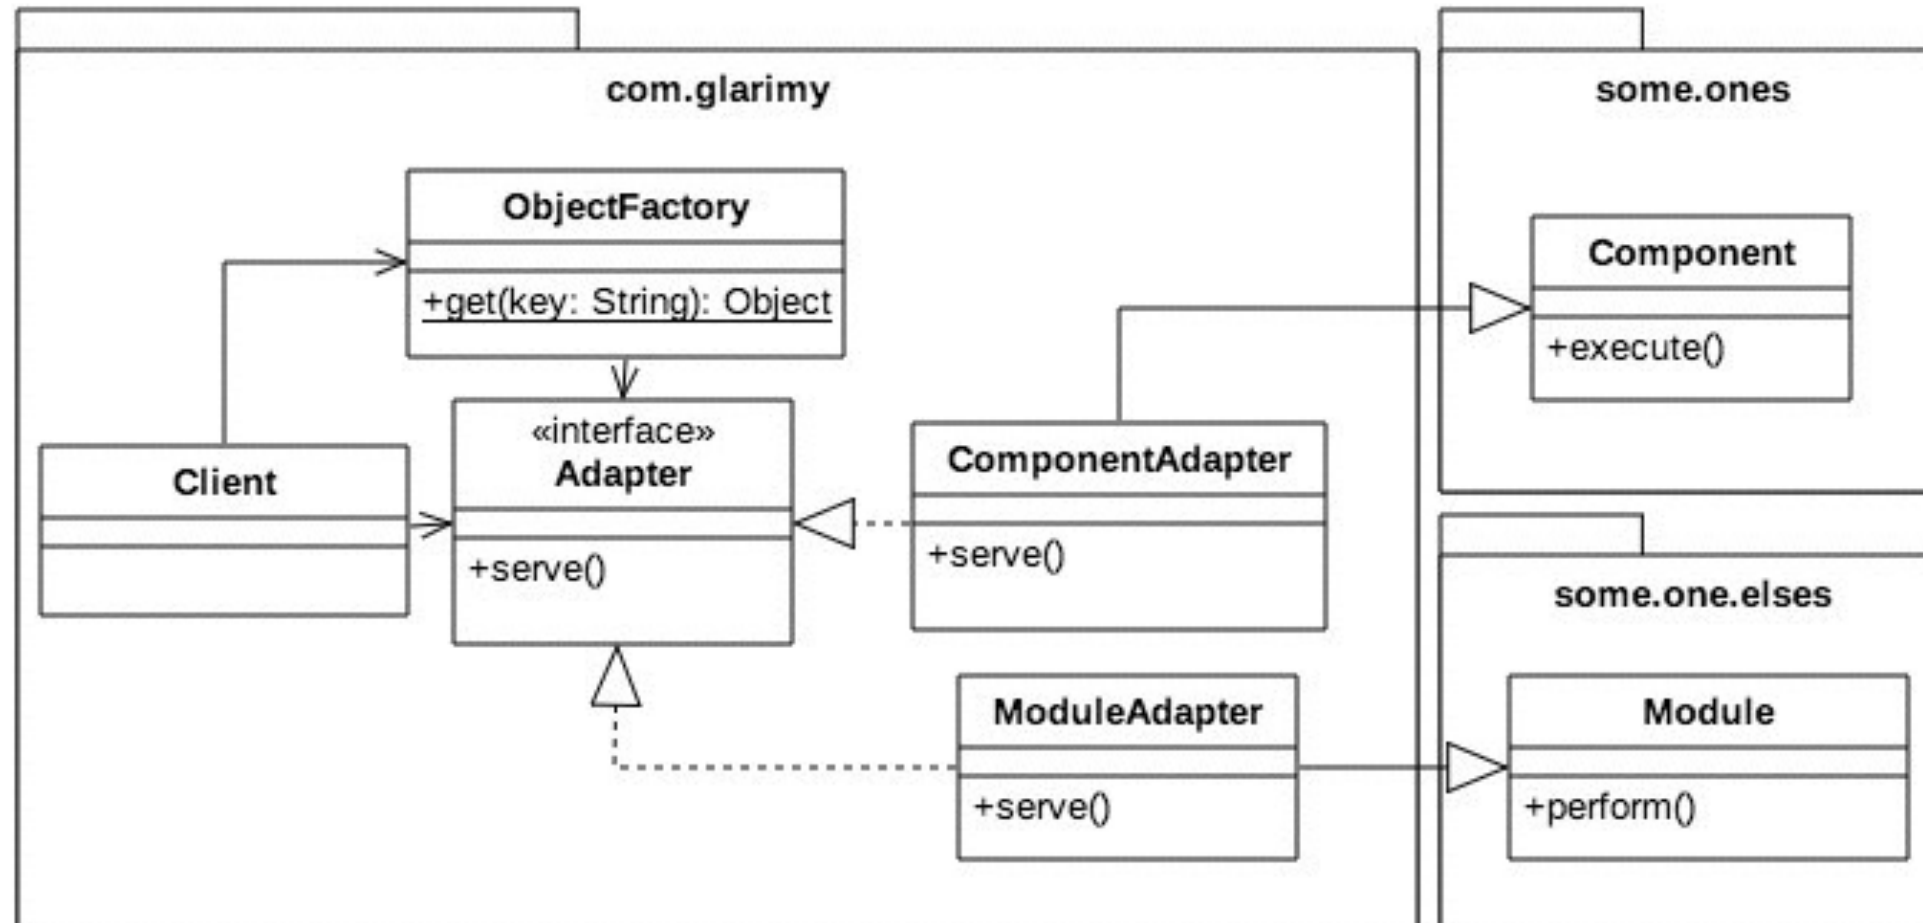 com.glarimy
ObjectFactory
+get(key: String): Object
Client
«interface»
Adapter
+serve()
ComponentAdapter
+serve()
ModuleAdapter
+serve()
some.ones
Component
+execute()
some.one.elses
Module
+perform()